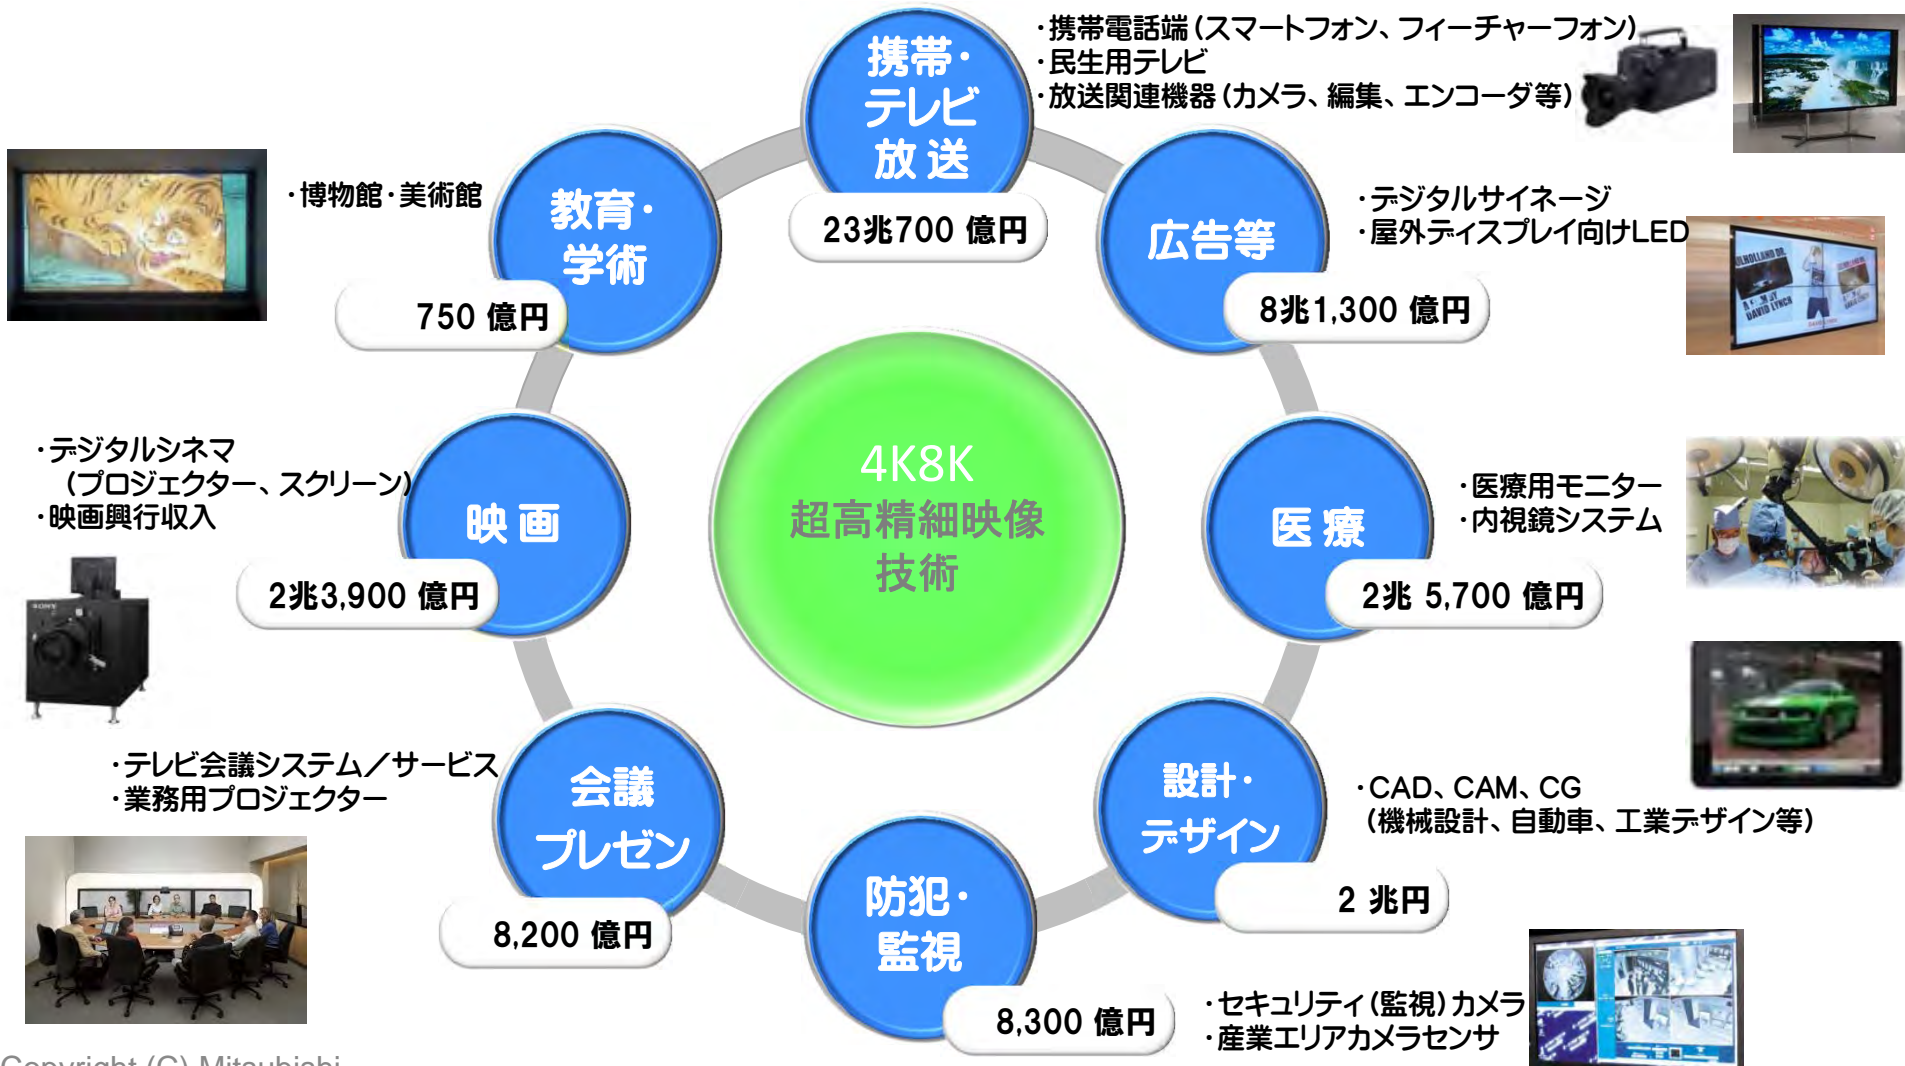 携帯・
テレビ
放送
23兆700 億円
・携帯電話端(スマートフォン、フィーチャーフォン)
・民生用テレビ
・放送関連機器(カメラ、編集、エンコーダ等)
広告等
8兆1,300 億円
・デジタルサイネージ
・屋外ディスプレイ向けLED
MULHOLLAND DR.
DAVID LYNCH
医療
2兆 5,700 億円
・医療用モニター
・内視鏡システム
設計・
デザイン
2 兆円
・CAD、CAM、CG
(機械設計、自動車、工業デザイン等)
防犯・
監視
8,300 億円
・セキュリティ(監視)カメラ
・産業エリアカメラセンサ
会議
プレゼン
8,200 億円
・テレビ会議システム/サービス
・業務用プロジェクター
映画
2兆3,900 億円
・デジタルシネマ
(プロジェクター、スクリーン)
・映画興行収入
SONY
教育・
学術
750 億円
・博物館・美術館
4K8K
超高精細映像
技術
Copyright (C) Mitsubishi